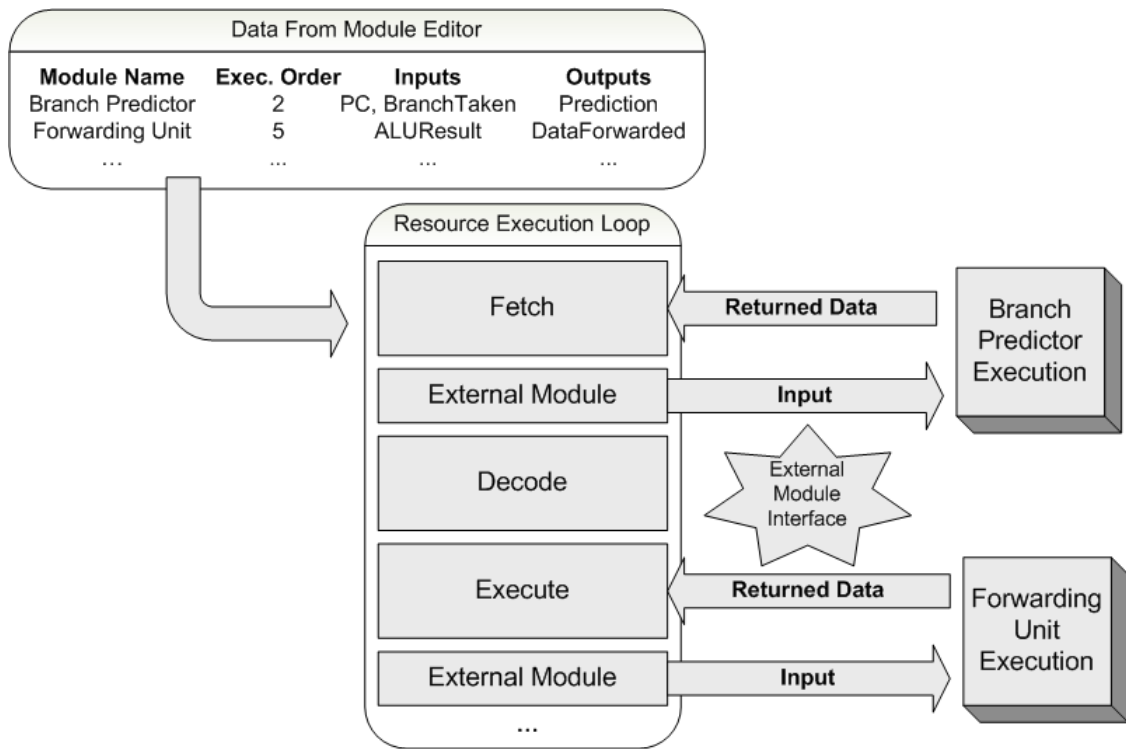 Data From Module Editor
Module Name Exec. Order Inputs Outputs
Branch Predictor 2 PC, BranchTaken Prediction
Forwarding Unit 5 ALUResult DataForwarded
... ... ... ...
Resource Execution Loop
Fetch
Returned Data
Branch
Predictor
Execution
External Module
Input
Decode
External
Module
Interface
Execute
Returned Data
Forwarding
Unit
Execution
External Module
Input
...